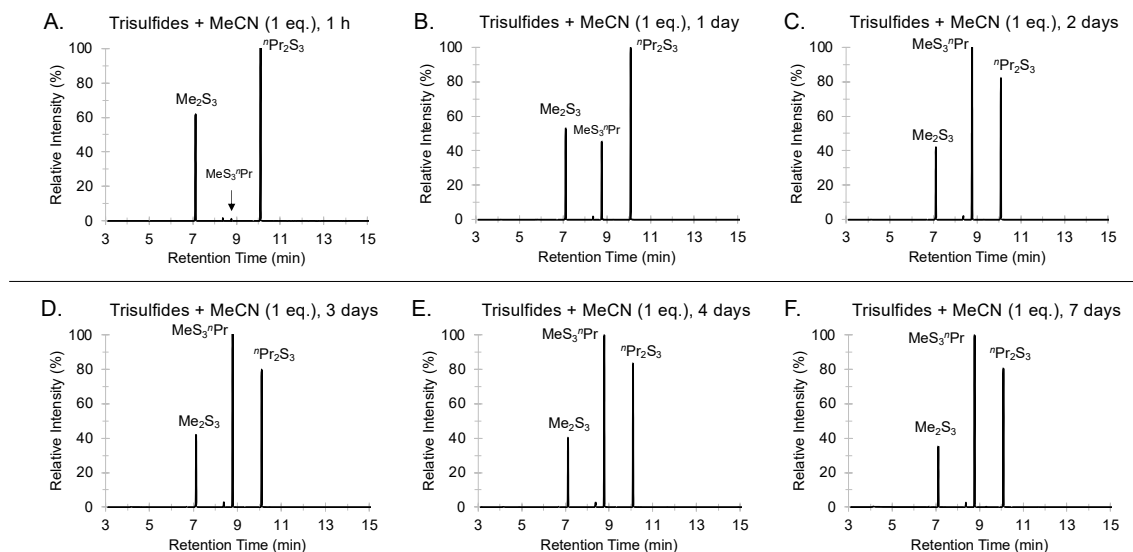 A. Trisulfides + MeCN (1 eq.), 1 h
Relative Intensity (%)
100
80
60
40
20
0
Me₂S₃
MeS₃ⁿPr
ⁿPr₂S₃
3 5 7 9 11 13 15
Retention Time (min)
B. Trisulfides + MeCN (1 eq.), 1 day
Relative Intensity (%)
100
80
60
40
20
0
Me₂S₃
MeS₃ⁿPr
ⁿPr₂S₃
3 5 7 9 11 13 15
Retention Time (min)
C. Trisulfides + MeCN (1 eq.), 2 days
Relative Intensity (%)
100
80
60
40
20
0
Me₂S₃
MeS₃ⁿPr
ⁿPr₂S₃
3 5 7 9 11 13 15
Retention Time (min)
D. Trisulfides + MeCN (1 eq.), 3 days
Relative Intensity (%)
100
80
60
40
20
0
Me₂S₃
MeS₃ⁿPr
ⁿPr₂S₃
3 5 7 9 11 13 15
Retention Time (min)
E. Trisulfides + MeCN (1 eq.), 4 days
Relative Intensity (%)
100
80
60
40
20
0
Me₂S₃
MeS₃ⁿPr
ⁿPr₂S₃
3 5 7 9 11 13 15
Retention Time (min)
F. Trisulfides + MeCN (1 eq.), 7 days
Relative Intensity (%)
100
80
60
40
20
0
Me₂S₃
MeS₃ⁿPr
ⁿPr₂S₃
3 5 7 9 11 13 15
Retention Time (min)